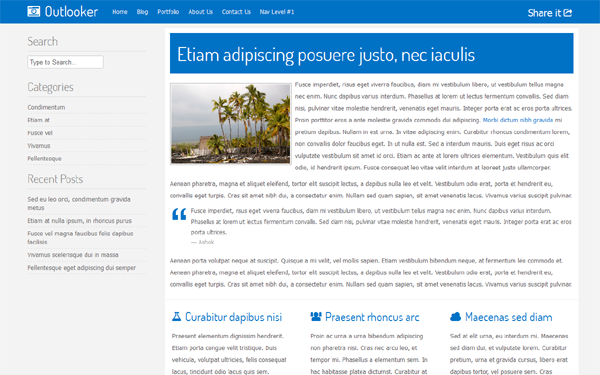 Outlooker
Home Blog Portfolio About Us Contact Us Nav Level #1
Share it
Search
Type to Search...
Categories
Condimentum
Etiam at
Fusce vel
Vivamus
Pellentesque
Recent Posts
Sed eu leo orci, condimentum gravida
metus
Etiam at nulla ipsum, in rhoncus purus
Fusce vel magna faucibus felis dapibus
facilisis
Vivamus scelerisque dui in massa
Pellentesque eget adipiscing dui semper
Etiam adipiscing posuere justo, nec iaculis
Fusce imperdiet, risus eget viverra faucibus, diam mi vestibulum libero, ut vestibulum tellus magna
nec enim. Nunc dapibus varius interdum. Phasellus at lorem ut lectus fermentum convallis. Sed diam
nisi, pulvinar vitae molestie hendrerit, venenatis eget mauris. Integer porta erat ac eros porta ultrices.
Proin porttitor eros a ante molestie gravida commodo dui adipiscing. Morbi dictum nibh gravida mi
pretium dapibus. Nullam in est urna. In vitae adipiscing enim. Curabitur rhoncus condimentum lorem,
non convallis dolor faucibus eget. In ut nulla est. Sed a interdum mauris. Duis eget risus ac orci
vulputate vestibulum sit amet id orci. Etiam ac ante at lorem ultrices elementum. Vestibulum quis elit
odio, id hendrerit ipsum. Fusce consequat leo vitae velit interdum at laoreet justo ullamcorper.
Aenean pharetra, magna et aliquet eleifend, tortor elit suscipit lectus, a dapibus nulla leo et velit. Vestibulum odio erat, porta et hendrerit eu,
convallis eget turpis. Cras sit amet nibh dui, a consectetur enim. Nullam sed quam sapien, sit amet venenatis lacus. Vivamus varius suscipit pulvinar.
Fusce imperdiet, risus eget viverra faucibus, diam mi vestibulum libero, ut vestibulum tellus magna nec enim. Nunc dapibus varius interdum.
Phasellus at lorem ut lectus fermentum convallis. Sed diam nisi, pulvinar vitae molestie hendrerit, venenatis eget mauris. Integer porta erat ac eros
porta ultrices.
— Ashok
Aenean porta volutpat neque at suscipit. Quisque a mi velit, vel mollis sapien. Etiam vestibulum bibendum neque, at fermentum leo commodo et.
Aenean pharetra, magna et aliquet eleifend, tortor elit suscipit lectus, a dapibus nulla leo et velit. Vestibulum odio erat, porta et hendrerit eu,
convallis eget turpis. Cras sit amet nibh dui, a consectetur enim. Nullam sed quam sapien, sit amet venenatis lacus. Vivamus varius suscipit pulvinar.
Curabitur dapibus nisi
Praesent elementum dignissim hendrerit.
Etiam porta congue velit tristique. Duis
vehicula, volutpat ultrices, felis consequat
lacus, tincidunt odio lacus quis sem.
Praesent rhoncus arc
Proin ac urna a urna bibendum adipiscing
non pharetra nisi. Cras nec arcu leo, et
tempor mi. Phasellus a elementum sem. In
hac habitasse platea dictumst. Curabitur at
Maecenas sed diam
Sed at elit urna, eu interdum mi. Maecenas
sed diam dui, et vulputate lorem. Curabitur
pretium, urna et gravida cursus, libero erat
dapibus tortor, vel posuere sem. Cras